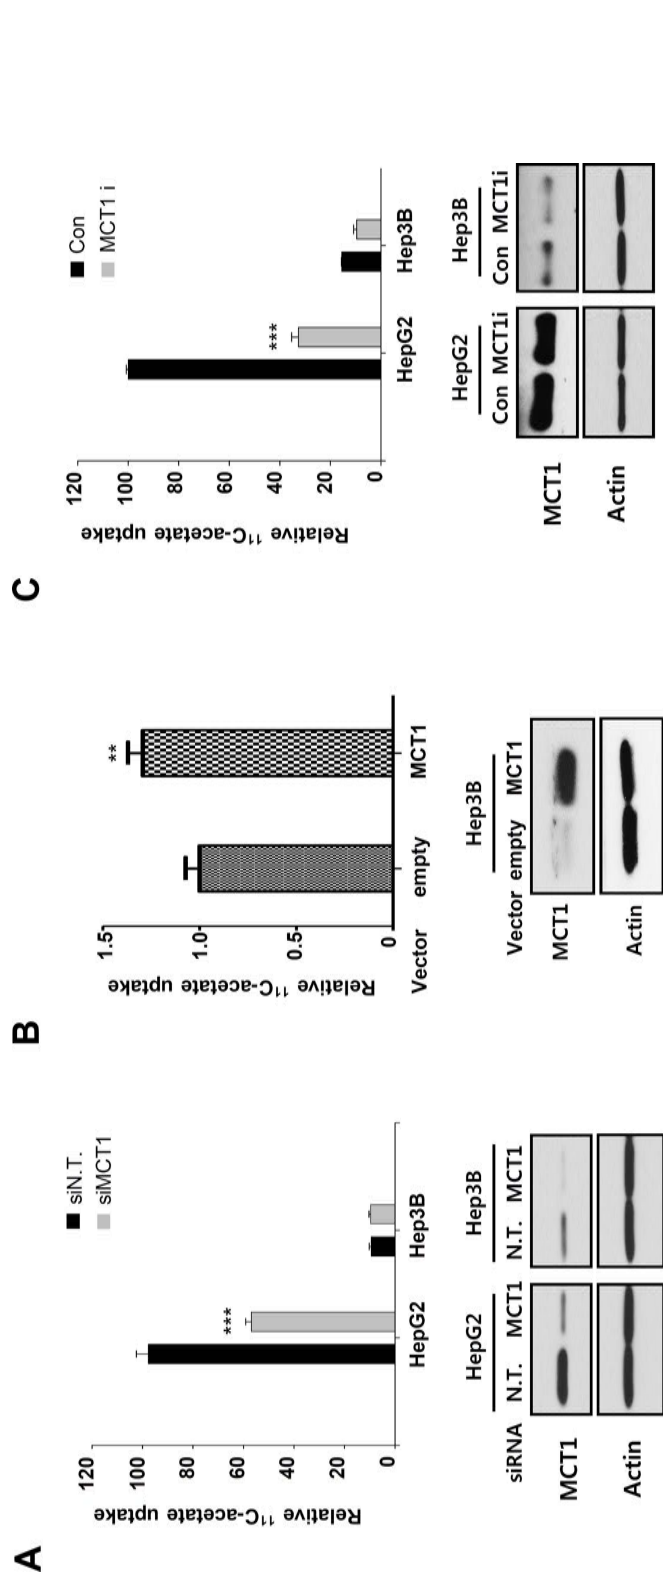 A
Relative ¹¹C-acetate uptake
120
100
80
60
40
20
0
siN.T.
siMCT1
***
HepG2
Hep3B
HepG2
Hep3B
siRNA
N.T.
MCT1
N.T.
MCT1
MCT1
Actin
B
Relative ¹¹C-acetate uptake
1.5
1.0
0.5
0
**
Vector
empty
MCT1
Hep3B
Vector empty MCT1
MCT1
Actin
C
Relative ¹¹C-acetate uptake
120
100
80
60
40
20
0
Con
MCT1 i
***
HepG2
Hep3B
HepG2
Hep3B
Con MCT1i
Con MCT1i
MCT1
Actin